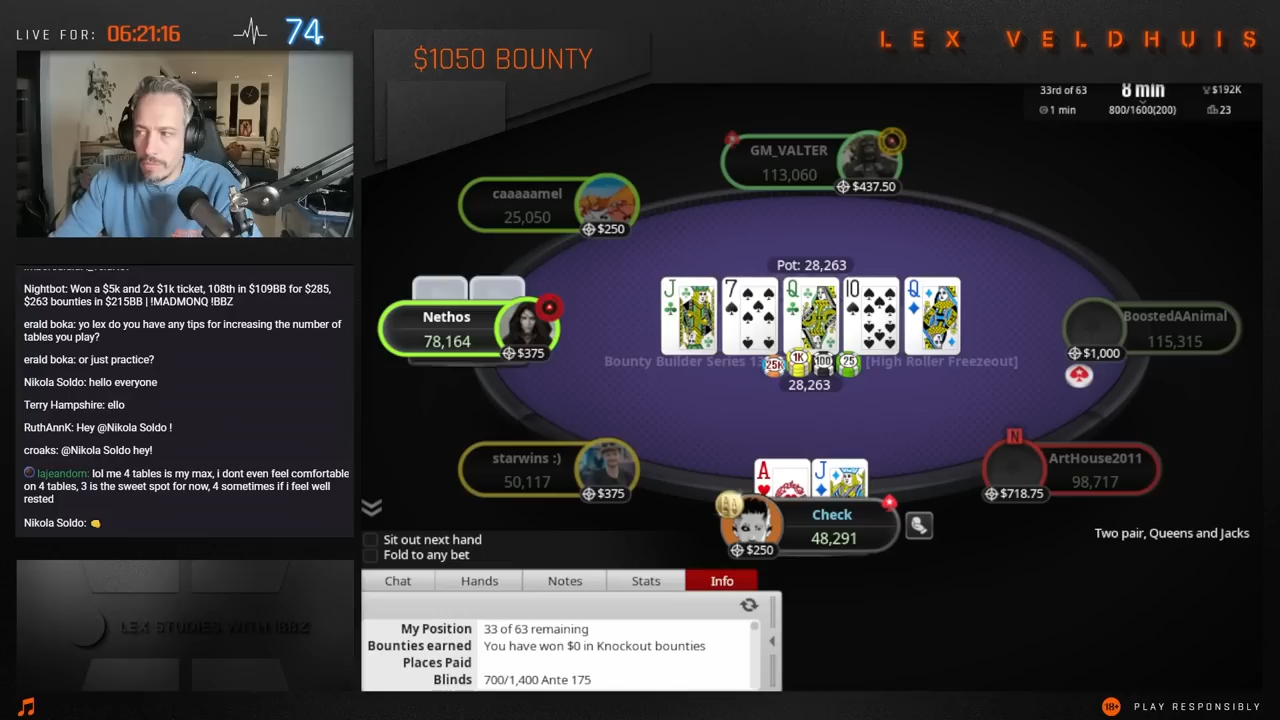 LIVE FOR: 06:21:16
74
$1050 BOUNTY
LEX VELDHUIS
33rd of 63
8 min
$192K
1 min
800/1600(200)
23
GM_VALTER
113,060
$437.50
caaaaamel
25,050
$250
Pot: 28,263
J
7
Q
10
Q
Nethos
78,164
$375
BoostedAAnimal
115,315
$1,000
Bounty Builder Series
[High Roller Freezeout]
25K
1K
100
25
28,263
starwins :)
50,117
$375
N
ArtHouse2011
98,717
$718.75
A
J
Check
48,291
$250
Two pair, Queens and Jacks
Nightbot: Won a $5k and 2x $1k ticket, 108th in $109BB for $285,
$263 bounties in $215BB | !MADMONQ !BBZ
erald boka: yo lex do you have any tips for increasing the number of
tables you play?
erald boka: or just practice?
Nikola Soldo: hello everyone
Terry Hampshire: ello
RuthAnnK: Hey @Nikola Soldo !
croaks: @Nikola Soldo hey!
lajeandom: lol me 4 tables is my max, i dont even feel comfortable
on 4 tables, 3 is the sweet spot for now, 4 sometimes if i feel well
rested
Nikola Soldo:
Sit out next hand
Fold to any bet
Chat
Hands
Notes
Stats
Info
My Position 33 of 63 remaining
Bounties earned You have won $0 in Knockout bounties
Places Paid
Blinds 700/1,400 Ante 175
LEX STUDIES WITH !BBZ
18+ PLAY RESPONSIBLY